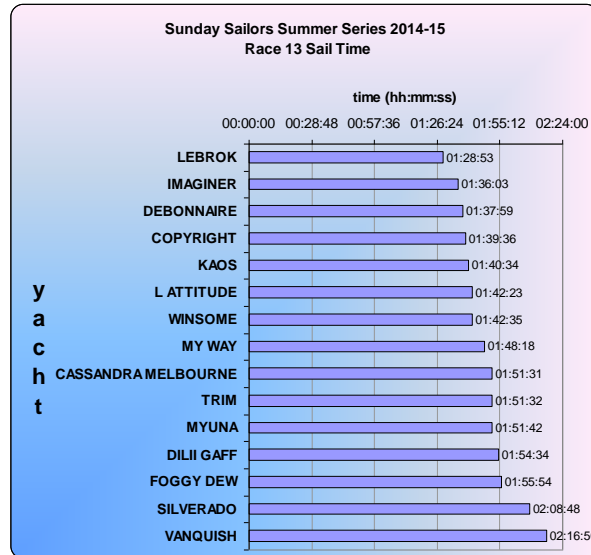 Sunday Sailors Summer Series 2014-15
Race 13 Sail Time
time (hh:mm:ss)
00:00:00 00:28:48 00:57:36 01:26:24 01:55:12 02:24:00
LEBROK 01:28:53
IMAGINER 01:36:03
DEBONNAIRE 01:37:59
COPYRIGHT 01:39:36
KAOS 01:40:34
L ATTITUDE 01:42:23
WINSOME 01:42:35
MY WAY 01:48:18
CASSANDRA MELBOURNE 01:51:31
TRIM 01:51:32
MYUNA 01:51:42
DILII GAFF 01:54:34
FOGGY DEW 01:55:54
SILVERADO 02:08:48
VANQUISH
yacht